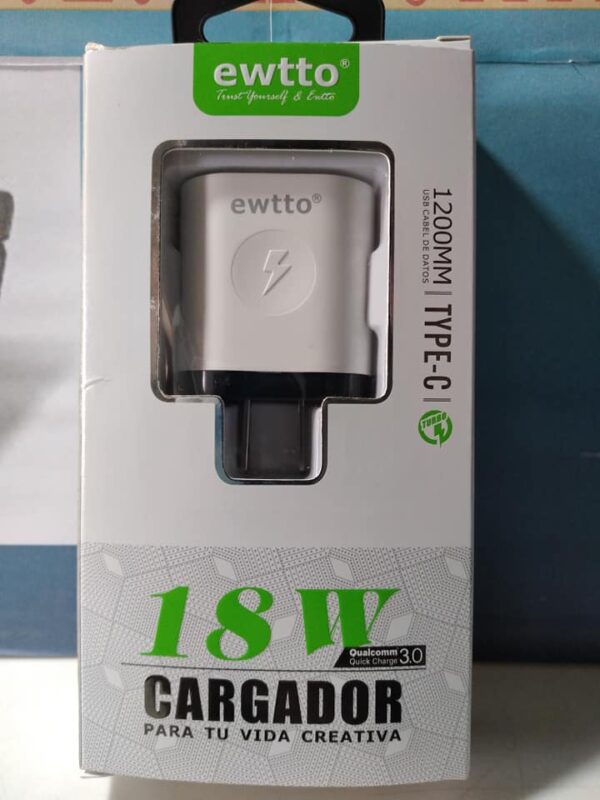 ewtto®
Trust Yourself & Ewtto
ewtto®
1200MM
USB CABEL DE DATOS
TYPE-C
TURBO
18W
Qualcomm
Quick Charge 3.0
CARGADOR
PARA TU VIDA CREATIVA